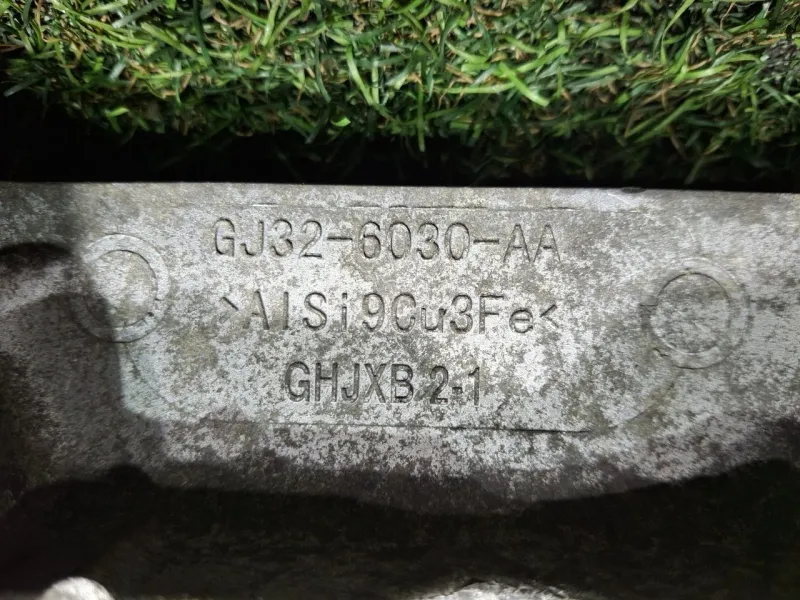 GJ32-6030-AA
>AlSi9Cu3Fe<
GHJXB 2-1